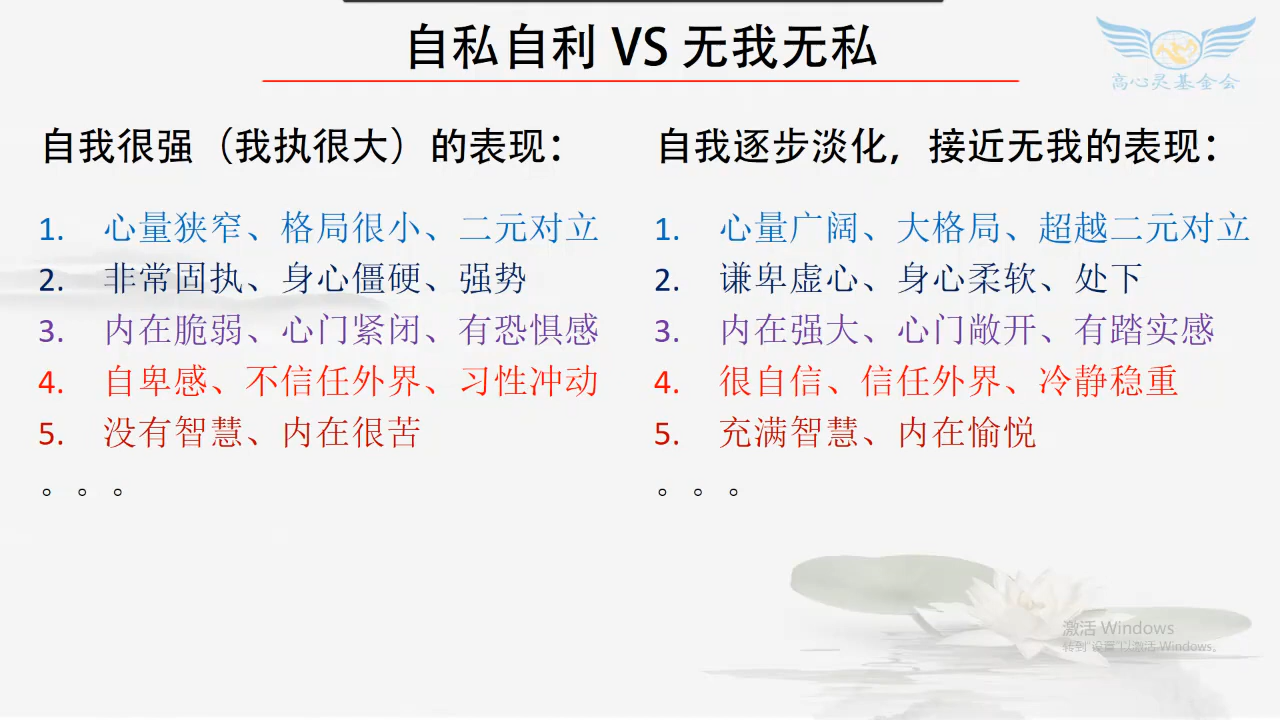 自私自利 VS 无我无私
高心灵基金会
自我很强（我执很大）的表现：
1. 心量狭窄、格局很小、二元对立
2. 非常固执、身心僵硬、强势
3. 内在脆弱、心门紧闭、有恐惧感
4. 自卑感、不信任外界、习性冲动
5. 没有智慧、内在很苦
。。。
自我逐步淡化，接近无我的表现：
1. 心量广阔、大格局、超越二元对立
2. 谦卑虚心、身心柔软、处下
3. 内在强大、心门敞开、有踏实感
4. 很自信、信任外界、冷静稳重
5. 充满智慧、内在愉悦
。。。
激活 Windows
转到"设置"以激活 Windows。